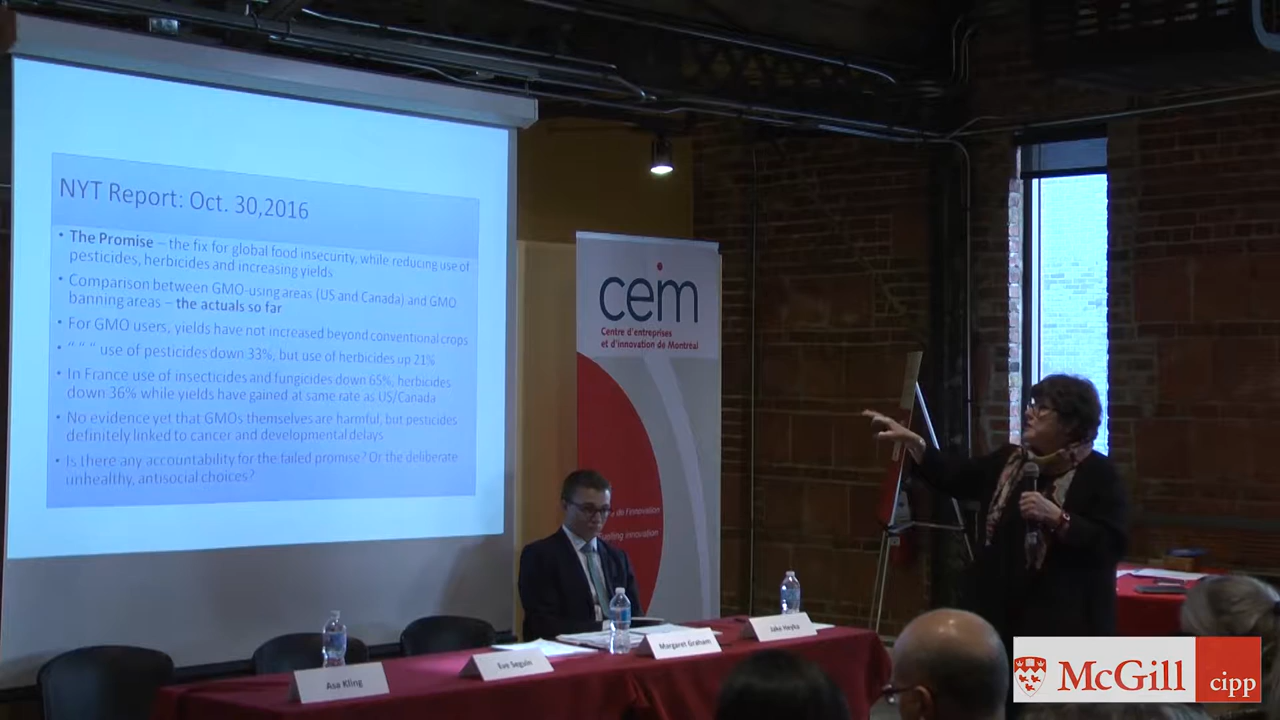 NYT Report: Oct. 30,2016
• The Promise – the fix for global food insecurity, while reducing use of
pesticides, herbicides and increasing yields
• Comparison between GMO-using areas (US and Canada) and GMO
banning areas – the actuals so far
• For GMO users, yields have not increased beyond conventional crops
• “ “ “ use of pesticides down 33%, but use of herbicides up 21%
• In France use of insecticides and fungicides down 65%, herbicides
down 36% while yields have gained at same rate as US/Canada
• No evidence yet that GMOs themselves are harmful, but pesticides
definitely linked to cancer and developmental delays
• Is there any accountability for the failed promise? Or the deliberate
unhealthy, antisocial choices?
cem
Centre d'entreprises
et d'innovation de Montréal
de l'innovation
fueling innovation
Asa Kling
Eve Seguin
Margaret Graham
McGill
cipp